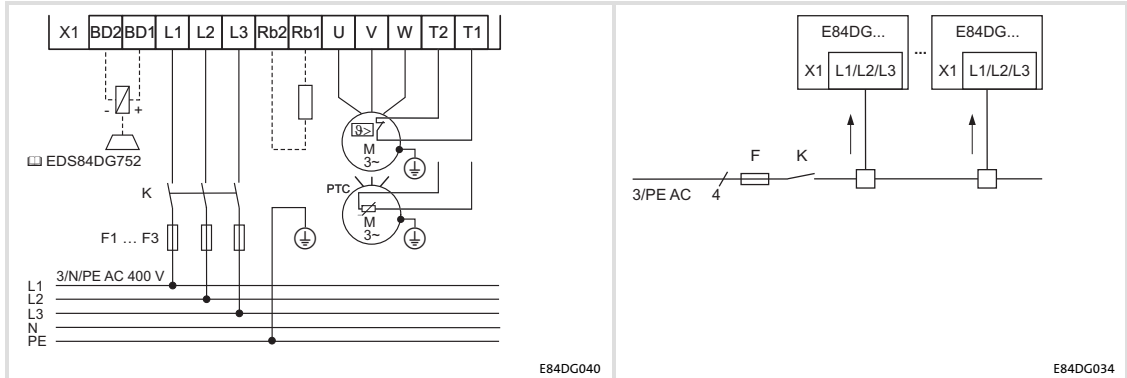 X1 BD2 BD1 L1 L2 L3 Rb2 Rb1 U V W T2 T1
- +
EDS84DG752
ϑ>
M
3~
K
PTC
M
3~
F1 ... F3
3/N/PE AC 400 V
L1
L2
L3
N
PE
E84DG040
E84DG... ... E84DG...
X1 L1/L2/L3 X1 L1/L2/L3
F K
3/PE AC 4
E84DG034